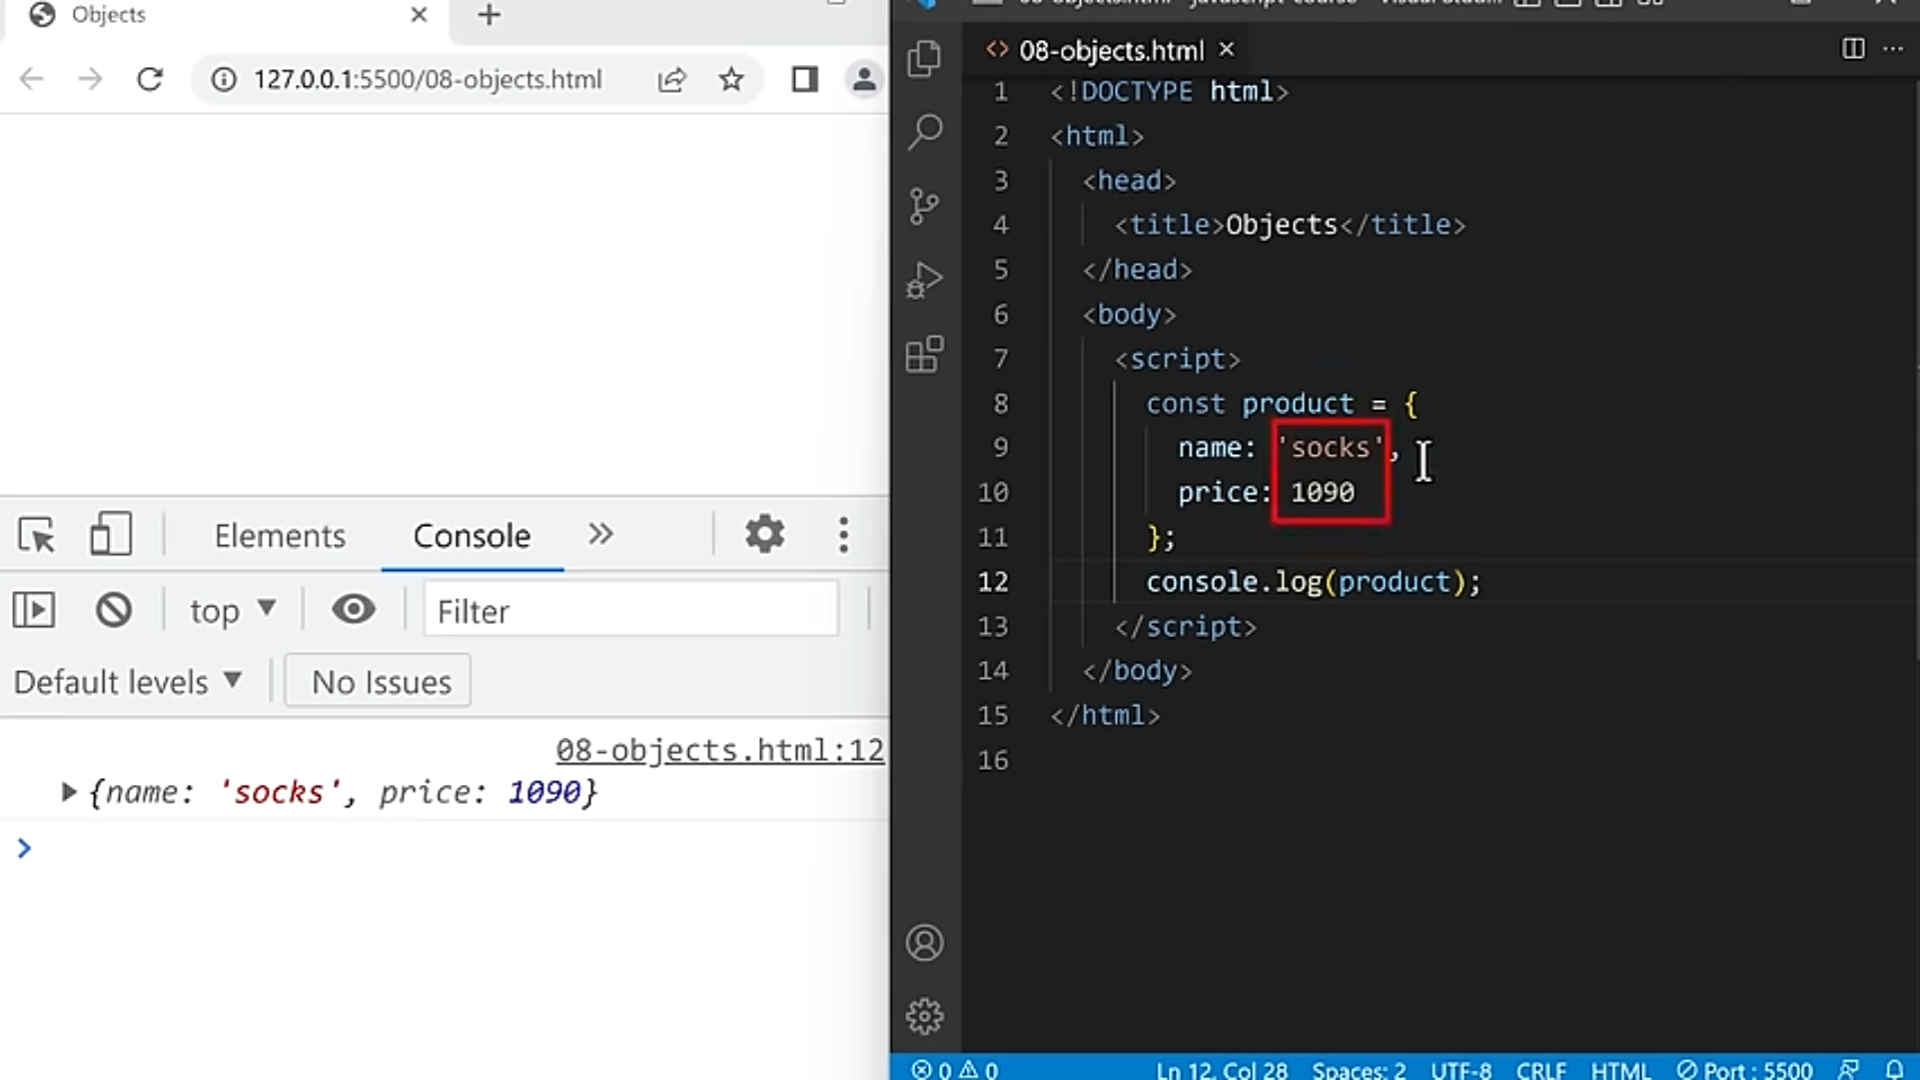 Objects
127.0.0.1:5500/08-objects.html
Elements
Console
top
Filter
Default levels
No Issues
08-objects.html:12
{name: 'socks', price: 1090}
08-objects.html
1 <!DOCTYPE html>
2 <html>
3 <head>
4 <title>Objects</title>
5 </head>
6 <body>
7 <script>
8 const product = {
9 name: 'socks',
10 price: 1090
11 };
12 console.log(product);
13 </script>
14 </body>
15 </html>
16
0 0 Ln 12, Col 28 Spaces: 2 UTF-8 CRLF HTML Port : 5500